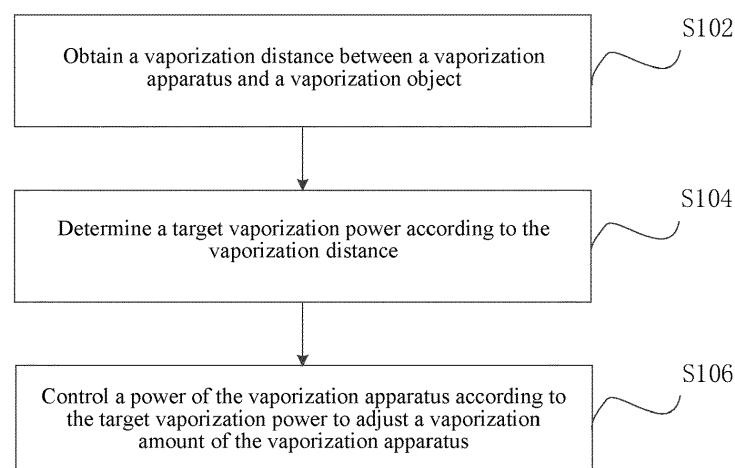 S102
Obtain a vaporization distance between a vaporization
apparatus and a vaporization object
S104
Determine a target vaporization power according to the
vaporization distance
S106
Control a power of the vaporization apparatus according to
the target vaporization power to adjust a vaporization
amount of the vaporization apparatus